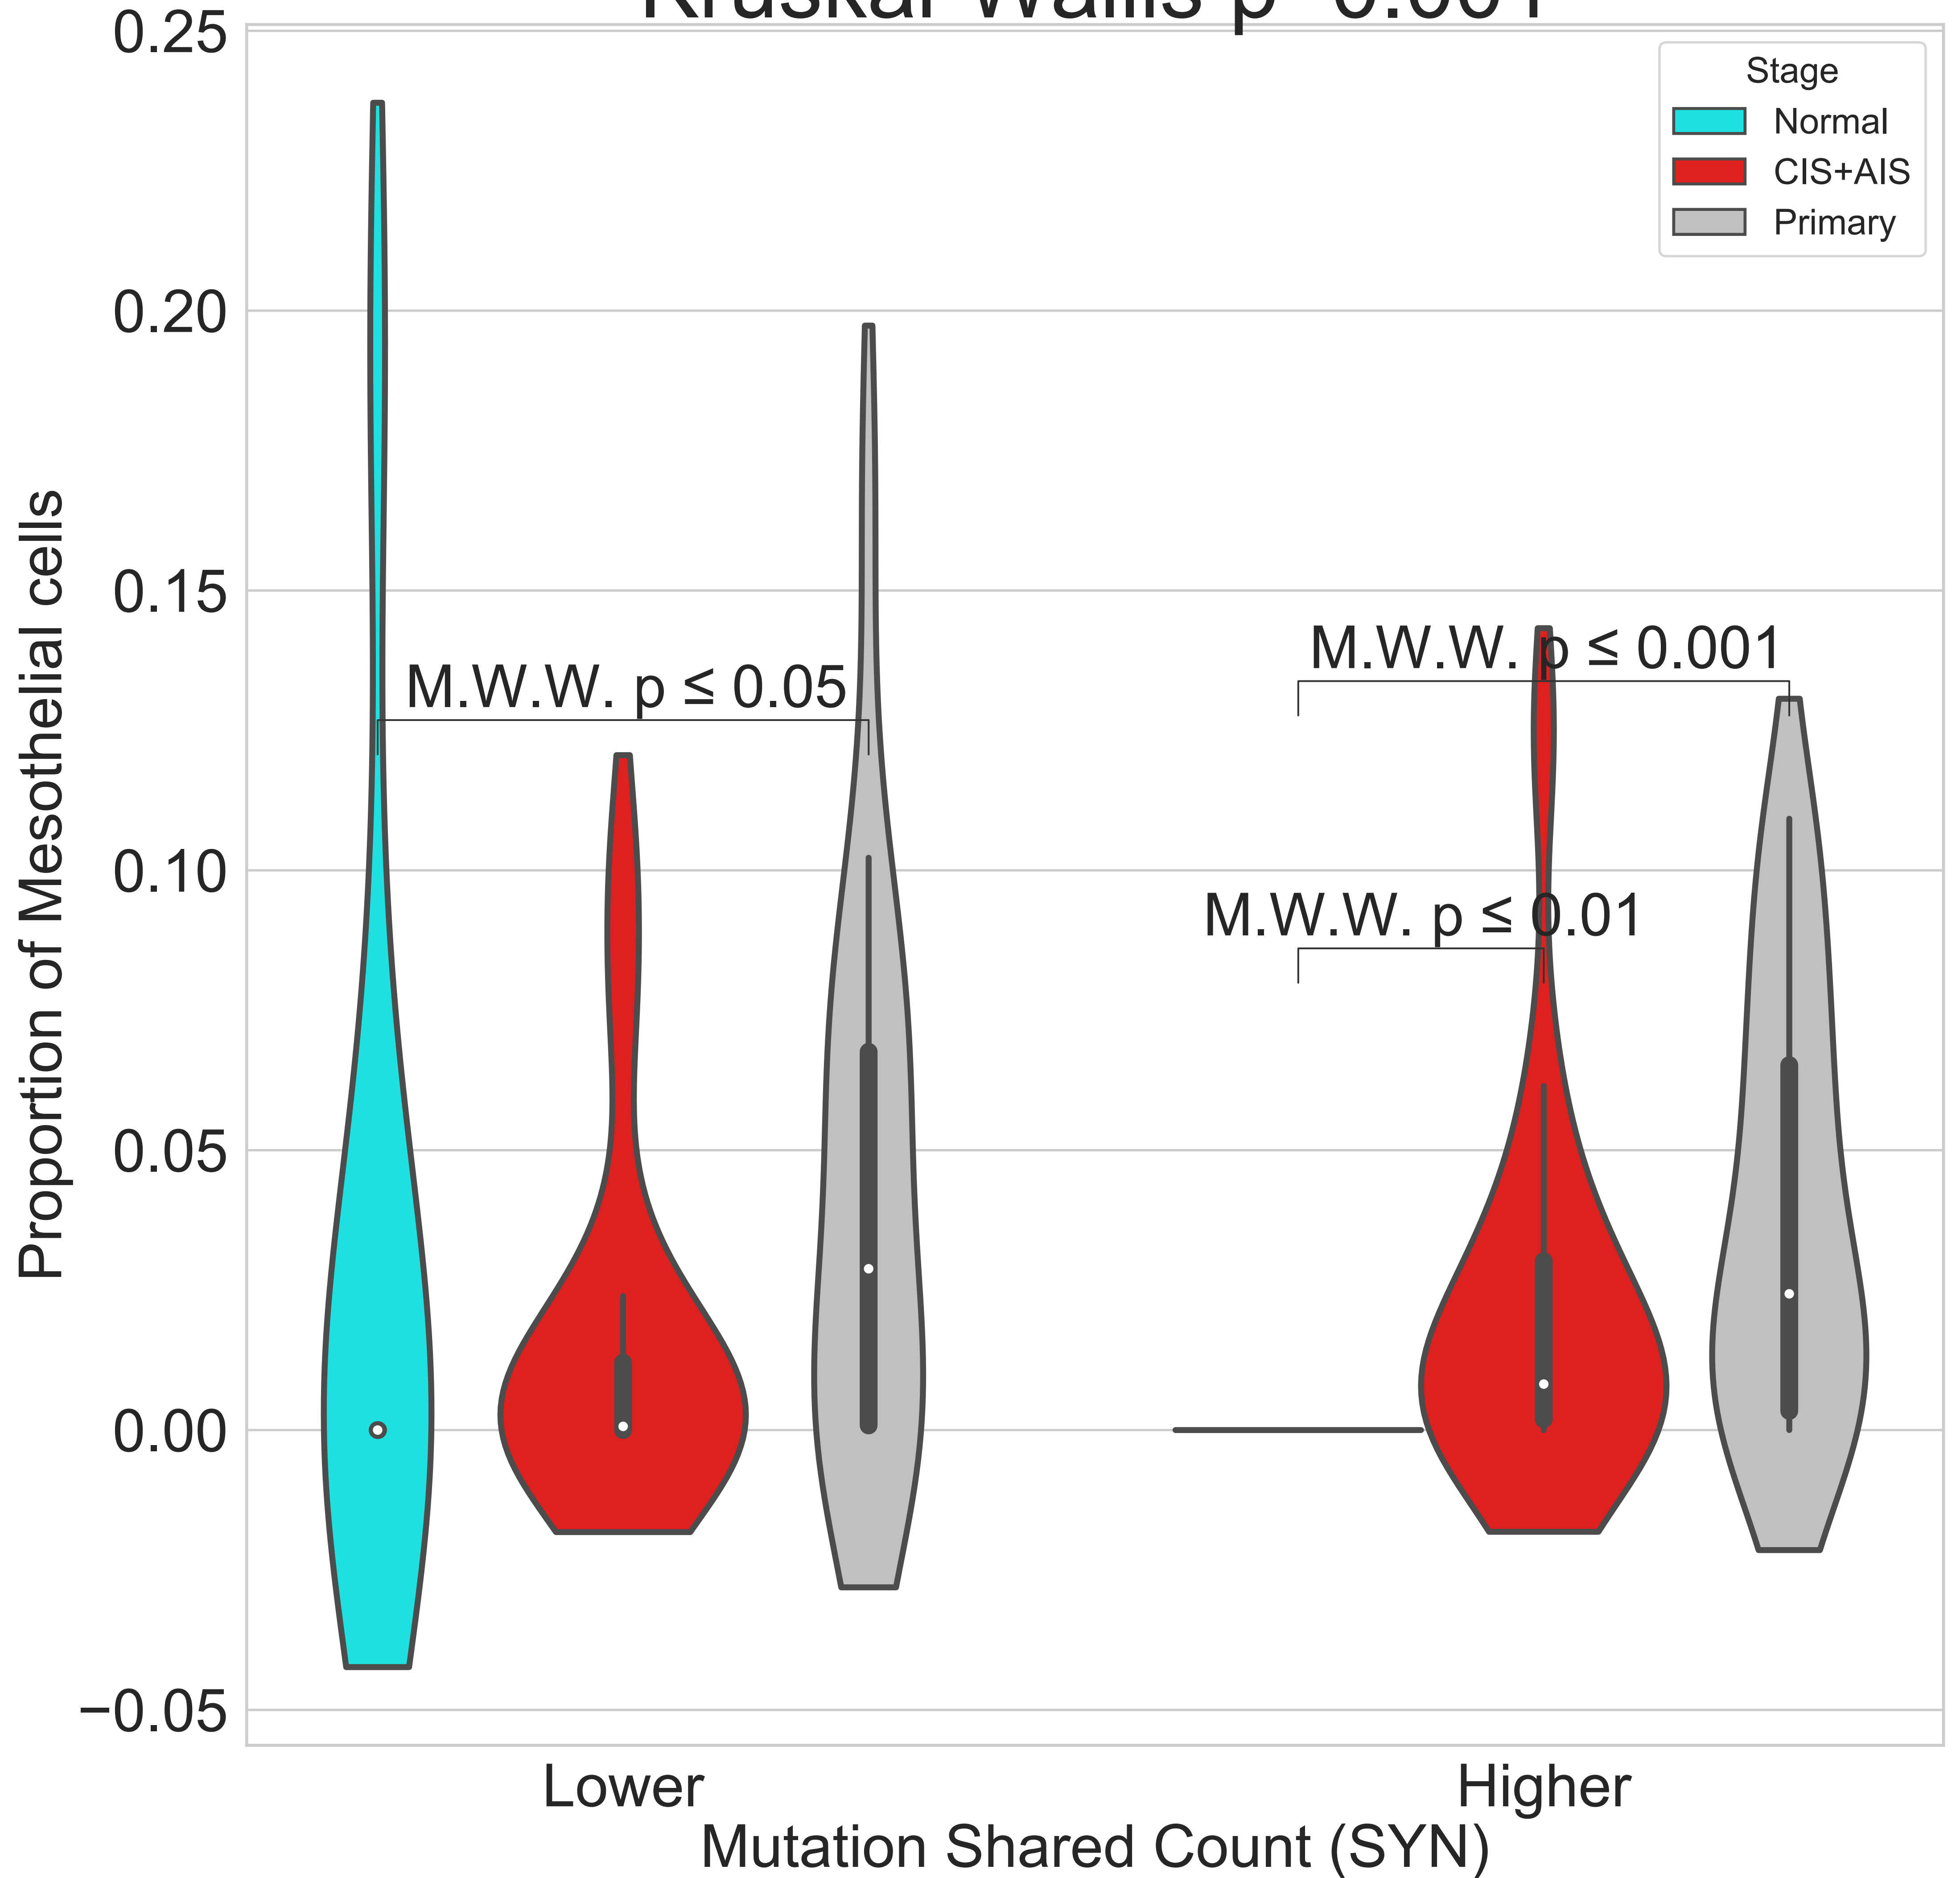 0.25
0.20
0.15
0.10
0.05
0.00
−0.05
Proportion of Mesothelial cells
Stage
Normal
CIS+AIS
Primary
M.W.W. p ≤ 0.05
M.W.W. p ≤ 0.001
M.W.W. p ≤ 0.01
Lower
Higher
Mutation Shared Count (SYN)